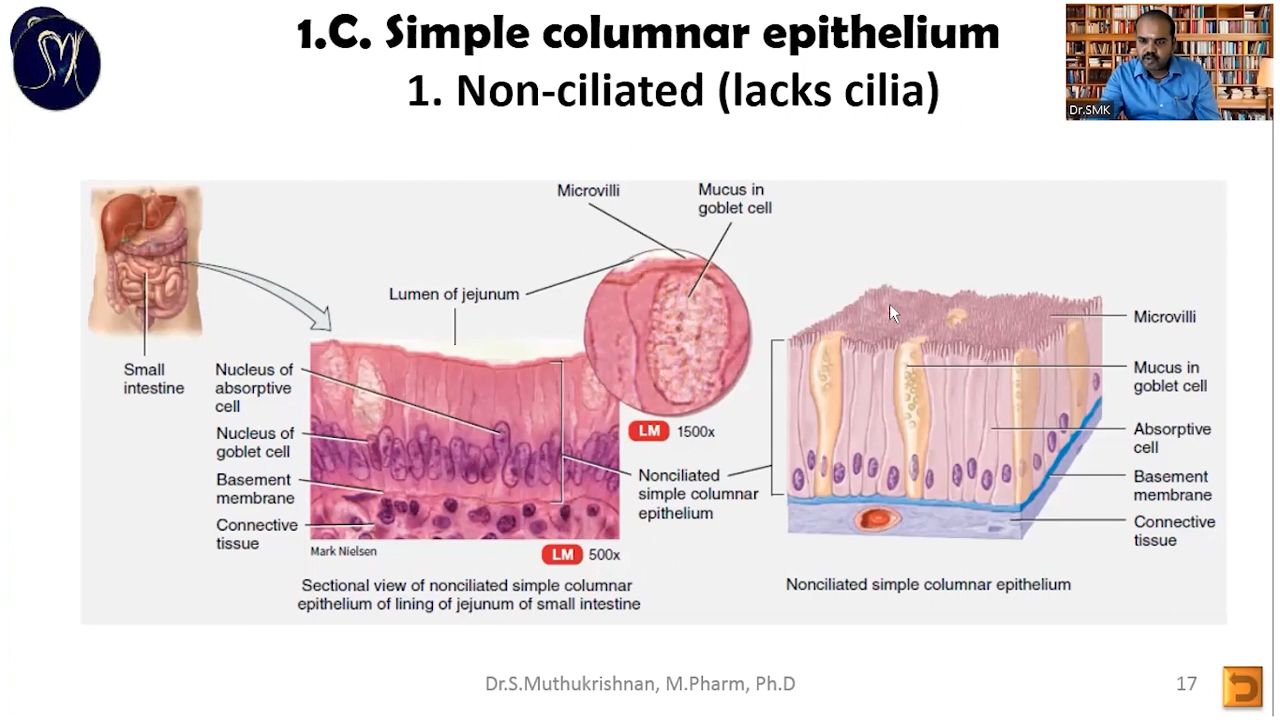 1.C. Simple columnar epithelium
1. Non-ciliated (lacks cilia)
SM
Dr.SMK
Microvilli
Mucus in
goblet cell
Lumen of jejunum
Small
intestine
Nucleus of
absorptive
cell
Nucleus of
goblet cell
Basement
membrane
Connective
tissue
Mark Nielsen
LM 500x
LM 1500x
Nonciliated
simple columnar
epithelium
Sectional view of nonciliated simple columnar
epithelium of lining of jejunum of small intestine
Microvilli
Mucus in
goblet cell
Absorptive
cell
Basement
membrane
Connective
tissue
Nonciliated simple columnar epithelium
Dr.S.Muthukrishnan, M.Pharm, Ph.D
17